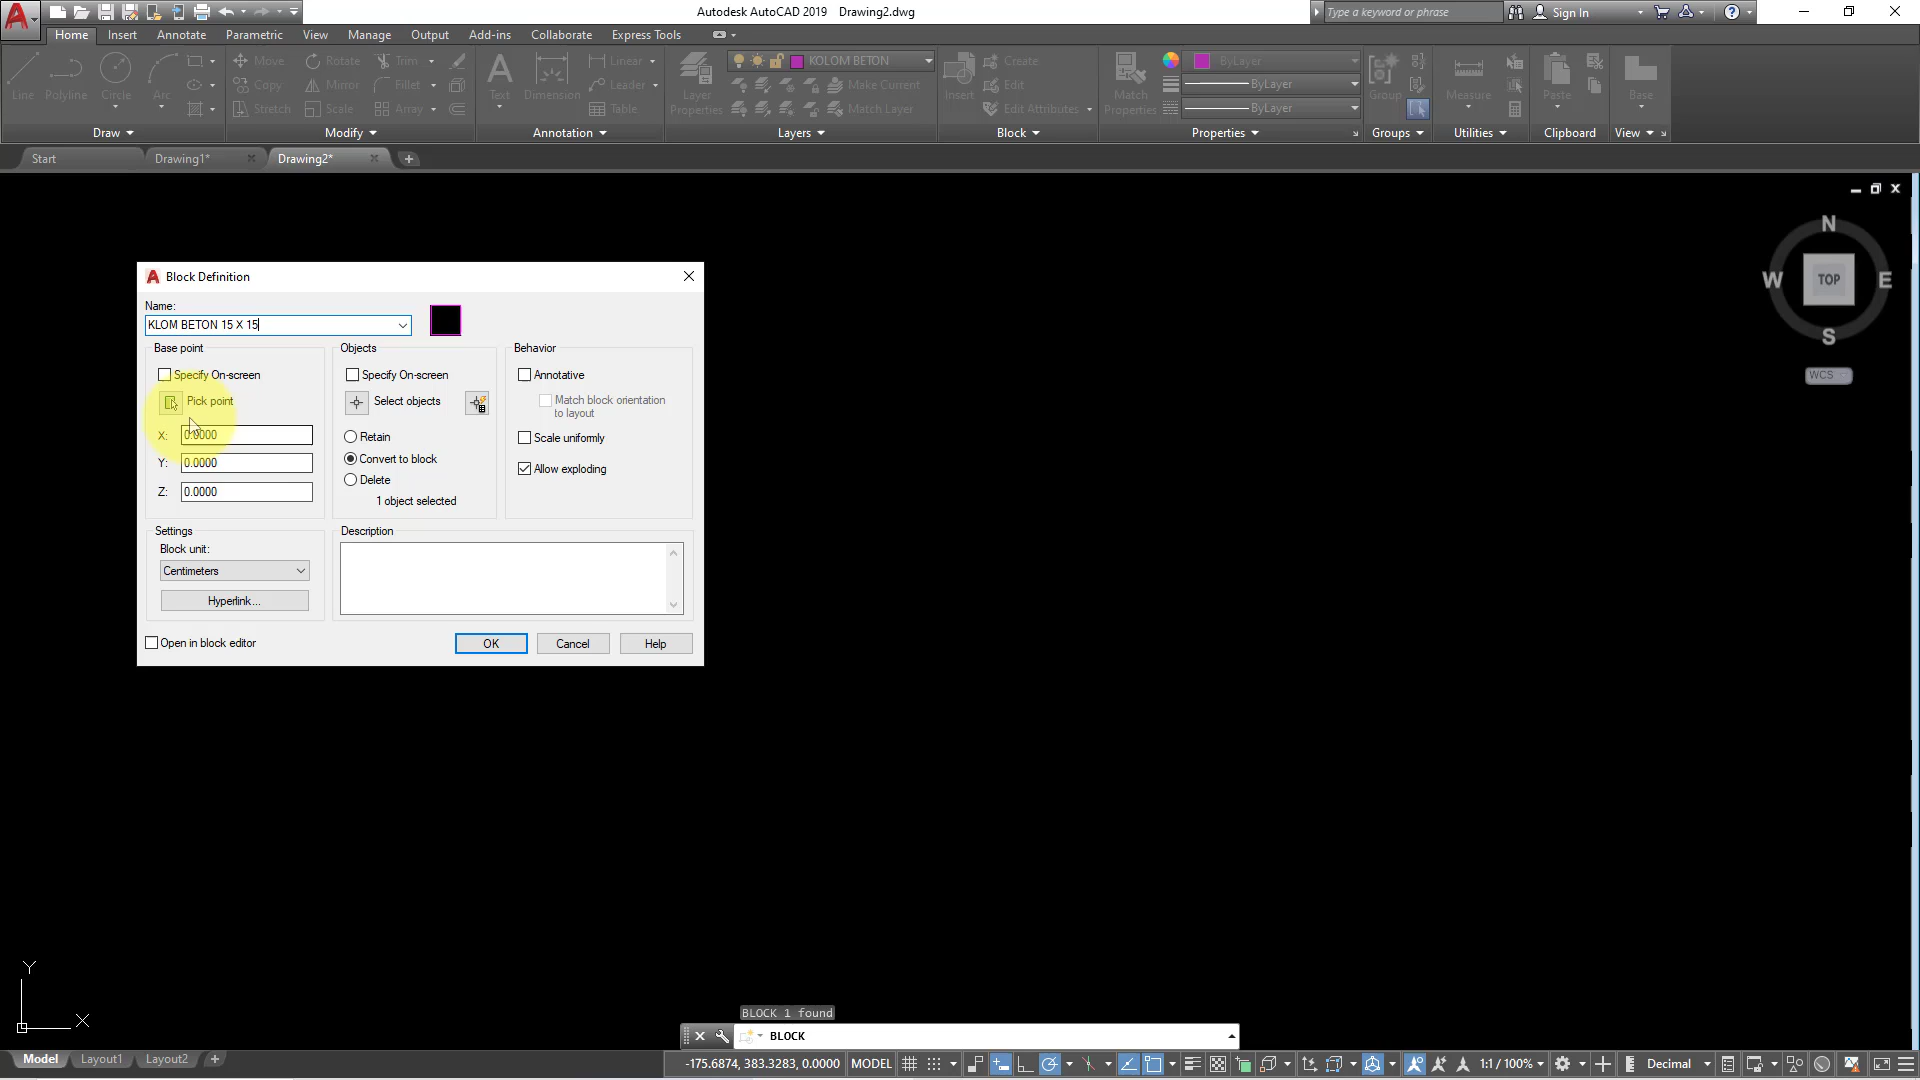 Autodesk AutoCAD 2019 Drawing2.dwg
Type a keyword or phrase
Sign In
Home Insert Annotate Parametric View Manage Output Add-ins Collaborate Express Tools
Line Polyline Circle Arc
Move Rotate Trim
Copy Mirror Fillet
Stretch Scale Array
Text Dimension
Linear
Leader
Table
Layer Properties
KOLOM BETON
Make Current
Match Layer
Insert
Create
Edit
Edit Attributes
Match Properties
ByLayer
ByLayer
ByLayer
Group Measure Paste Base
Draw Modify Annotation Layers Block Properties Groups Utilities Clipboard View
Start Drawing1* Drawing2*
N
W TOP E
S
WCS
Block Definition
Name:
KLOM BETON 15 X 15
Base point
Specify On-screen
Pick point
X: 0.0000
Y: 0.0000
Z: 0.0000
Objects
Specify On-screen
Select objects
Retain
Convert to block
Delete
1 object selected
Behavior
Annotative
Match block orientation
to layout
Scale uniformly
Allow exploding
Settings
Block unit:
Centimeters
Hyperlink...
Description
Open in block editor
OK Cancel Help
Y
X
BLOCK 1 found
BLOCK
Model Layout1 Layout2
-175.6874, 383.3283, 0.0000 MODEL 1:1 / 100% Decimal